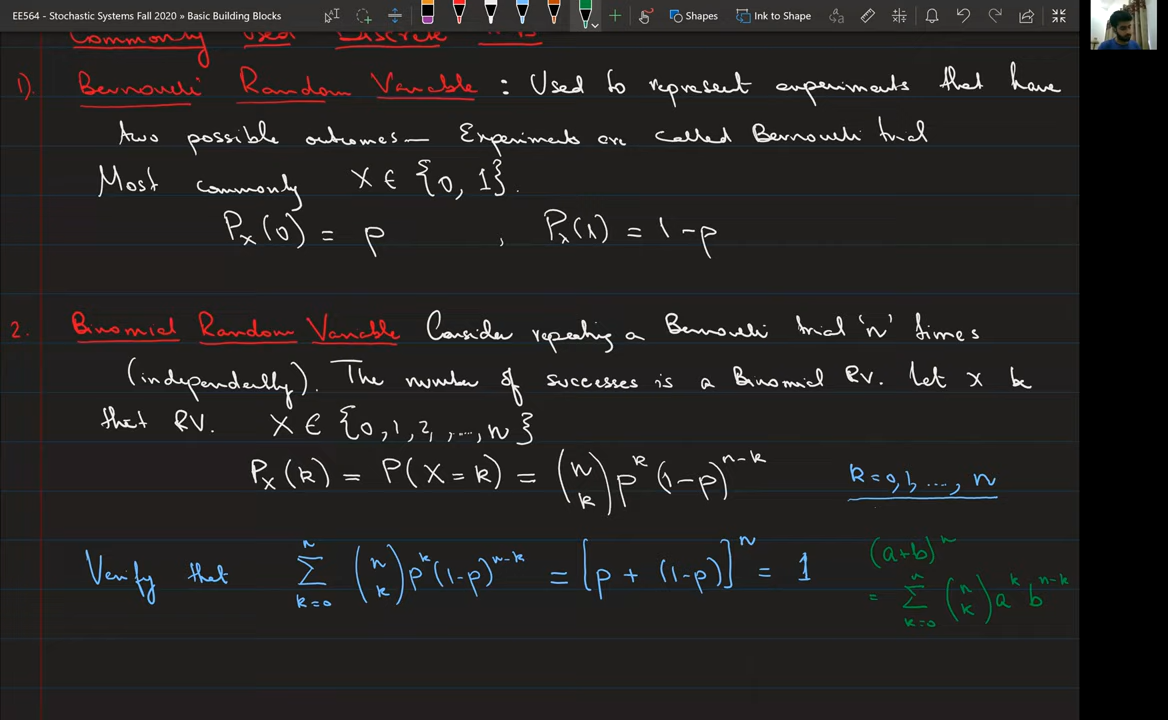 EE564 - Stochastic Systems Fall 2020 » Basic Building Blocks
Shapes
Ink to Shape
Commonly Used Discrete
1). Bernoulli Random Variable : Used to represent experiments that have
two possible outcomes — Experiments are called Bernoulli trial
Most commonly X ∈ {0, 1}.
Pₓ(0) = p , Pₓ(1) = 1-p
2. Binomial Random Variable Consider repeating a Bernoulli trial 'n' times
(independently). The number of successes is a Binomial RV. Let X be
that RV. X ∈ {0, 1, 2, ..., n}
Pₓ(k) = P(X = k) = (n k) p^k (1-p)^{n-k} k = 0, 1, ..., n
Verify that Σ_{k=0}^{n} (n k) p^k (1-p)^{n-k} = [p + (1-p)]^n = 1
(a+b)^n
= Σ_{k=0}^{n} (n k) a^k b^{n-k}